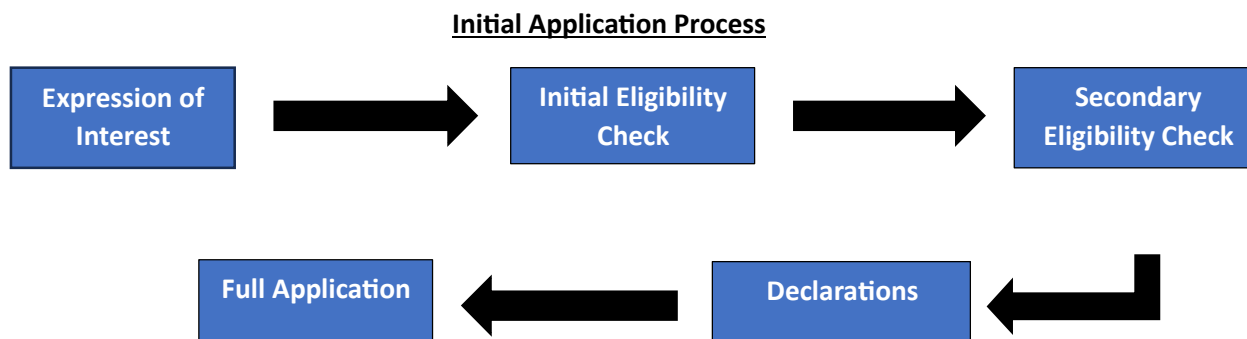 Initial Application Process
Expression of
Interest
Initial Eligibility
Check
Secondary
Eligibility Check
Full Application
Declarations